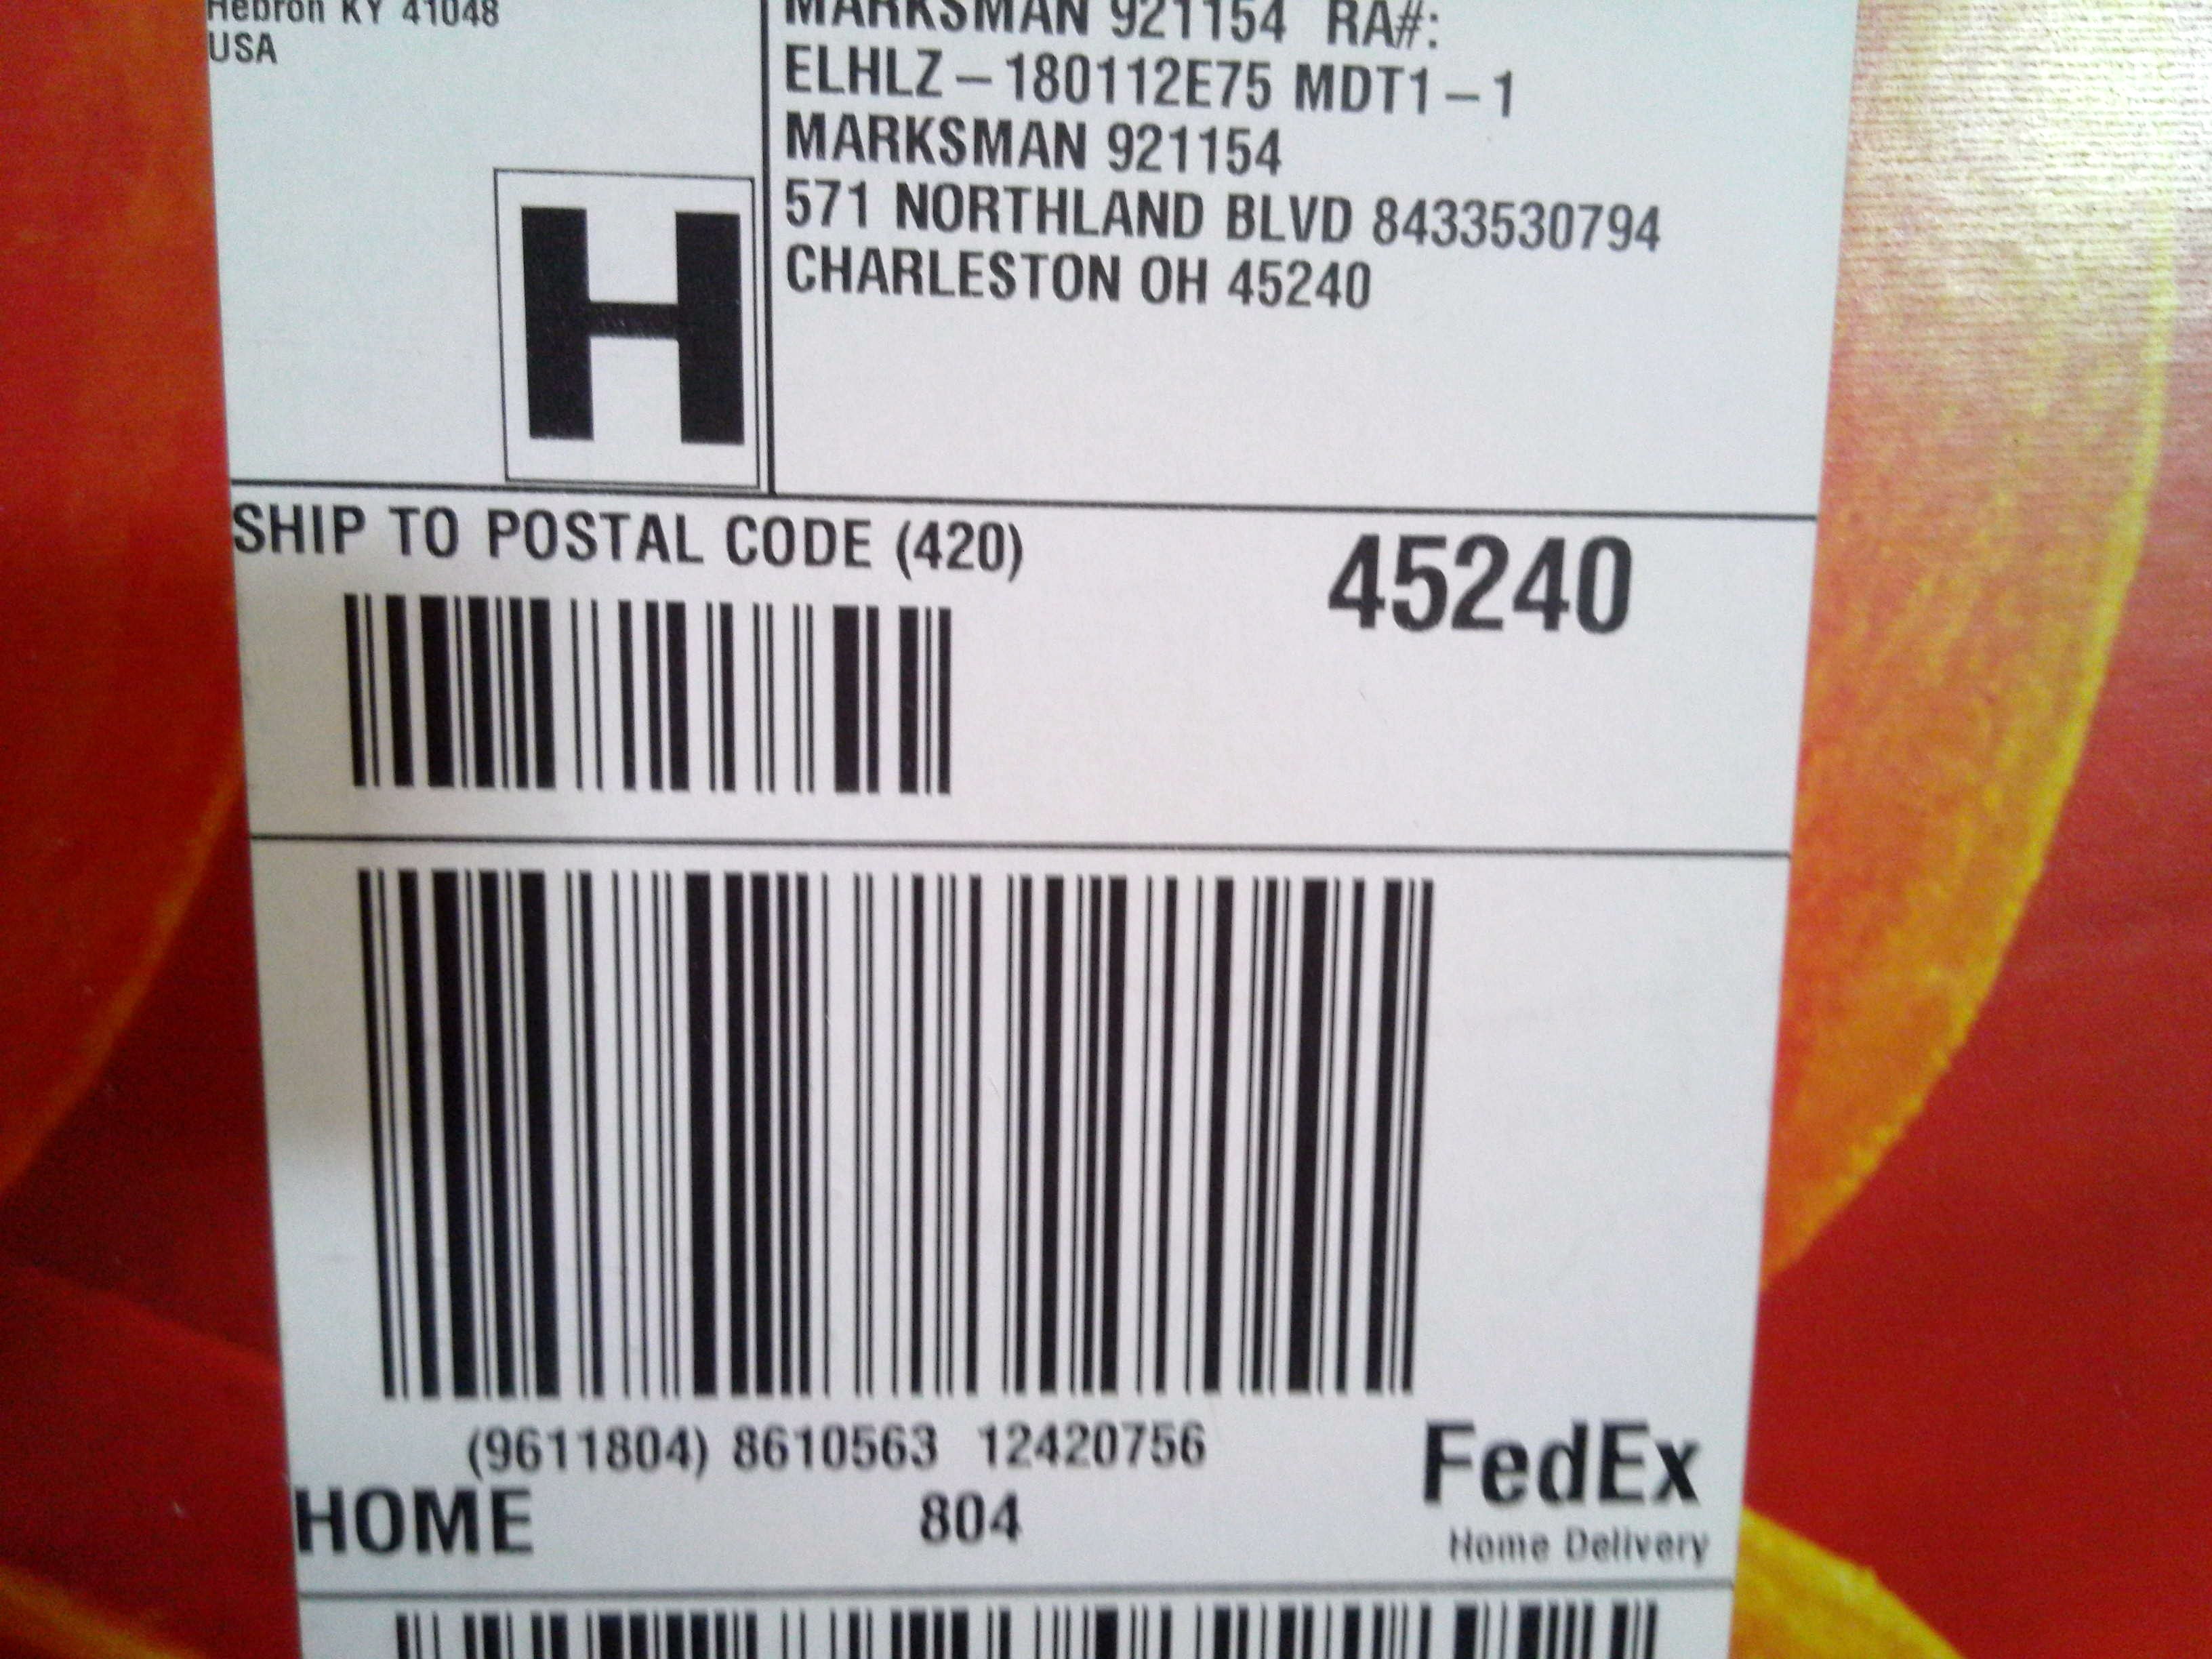 Hebron KY 41048
USA
MARKSMAN 921154 RA#:
ELHLZ – 180112E75 MDT1 – 1
MARKSMAN 921154
571 NORTHLAND BLVD 8433530794
CHARLESTON OH 45240
H
SHIP TO POSTAL CODE (420)
45240
(9611804) 8610563 12420756
HOME
804
FedEx
Home Delivery